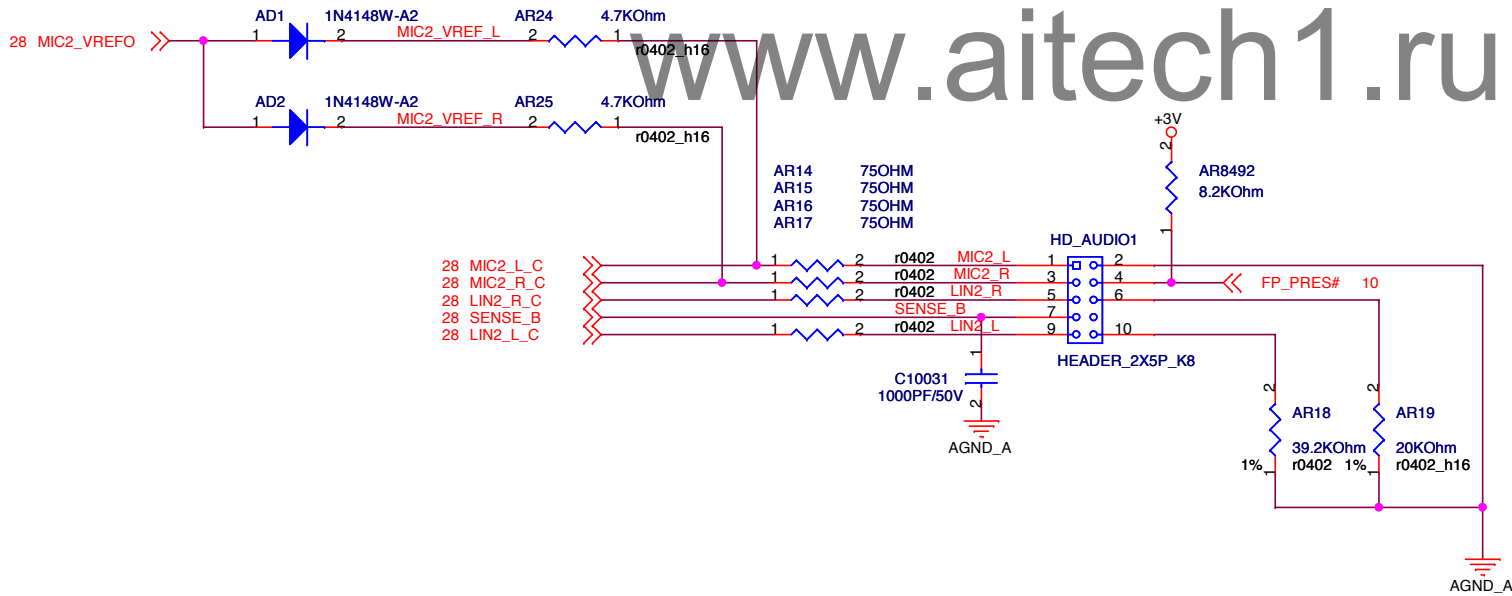 www.aitech1.ru
AD1 1N4148W-A2 AR24 4.7KOhm
28 MIC2_VREFO 1 2 MIC2_VREF_L 2 1
r0402_h16
AD2 1N4148W-A2 AR25 4.7KOhm
1 2 MIC2_VREF_R 2 1
r0402_h16
+3V
2
AR8492
8.2KOhm
1
AR14 75OHM
AR15 75OHM
AR16 75OHM
AR17 75OHM
HD_AUDIO1
28 MIC2_L_C 1 2 r0402 MIC2_L 1 2
28 MIC2_R_C 1 2 r0402 MIC2_R 3 4 FP_PRES# 10
28 LIN2_R_C 1 2 r0402 LIN2_R 5 6
28 SENSE_B SENSE_B 7
28 LIN2_L_C 1 2 r0402 LIN2_L 9 10
HEADER_2X5P_K8
1
C10031
1000PF/50V
2
AGND_A
2 2
AR18 AR19
39.2KOhm 20KOhm
1% r0402 1% r0402_h16
1 1
AGND_A